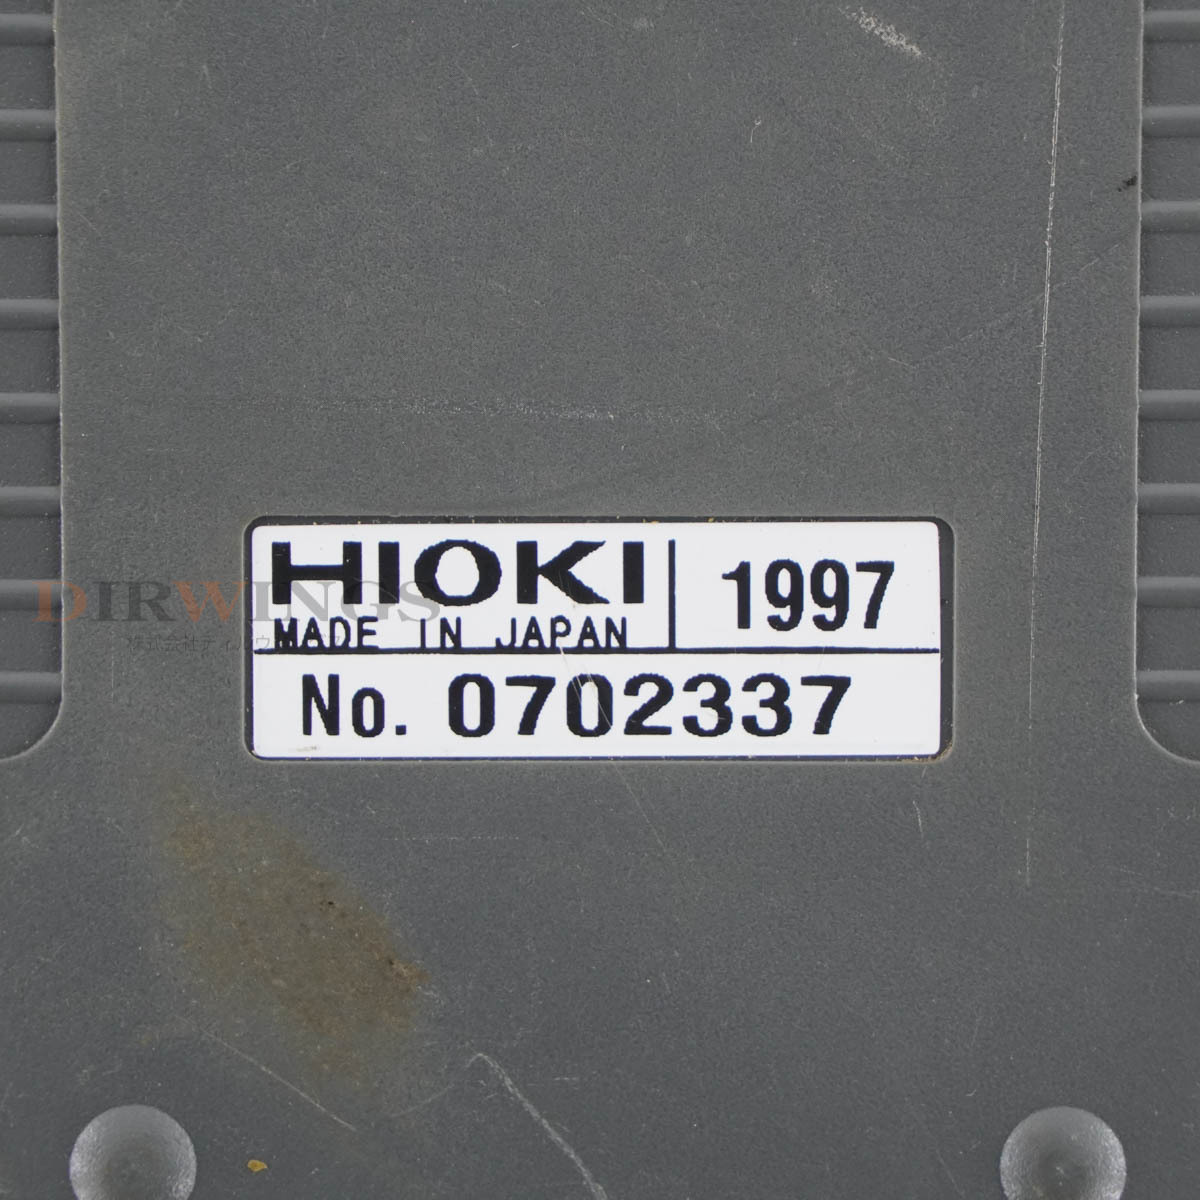 HIOKI 1997
MADE IN JAPAN
No. 0702337
DIRWINGS